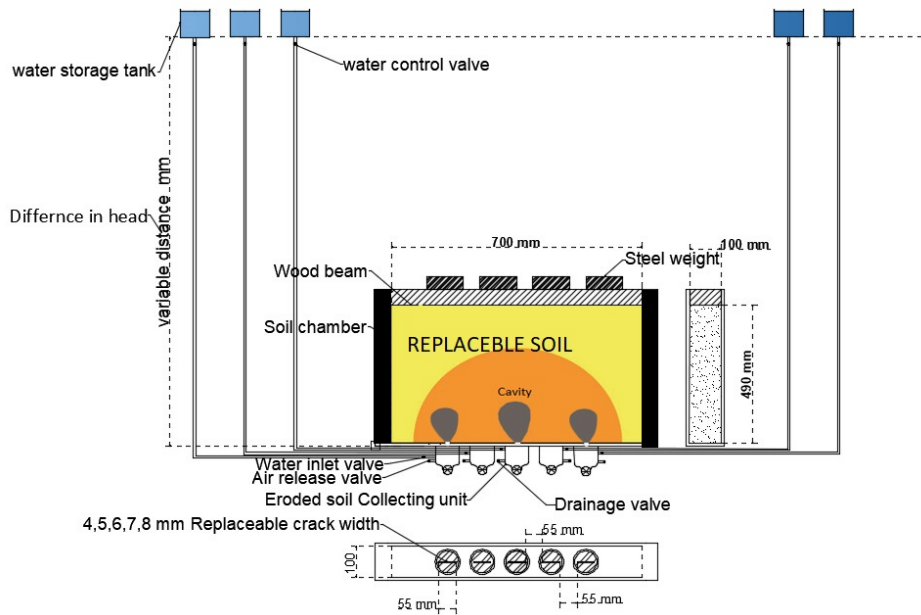 water storage tank
water control valve
Differnce in head
variable distance  mm
700 mm
100 mm
Steel weight
Wood beam
Soil chamber
REPLACEBLE SOIL
490 mm
Cavity
Water inlet valve
Air release valve
Eroded soil Collecting unit
Drainage valve
4,5,6,7,8 mm Replaceable crack width
55 mm
100
55 mm
55 mm